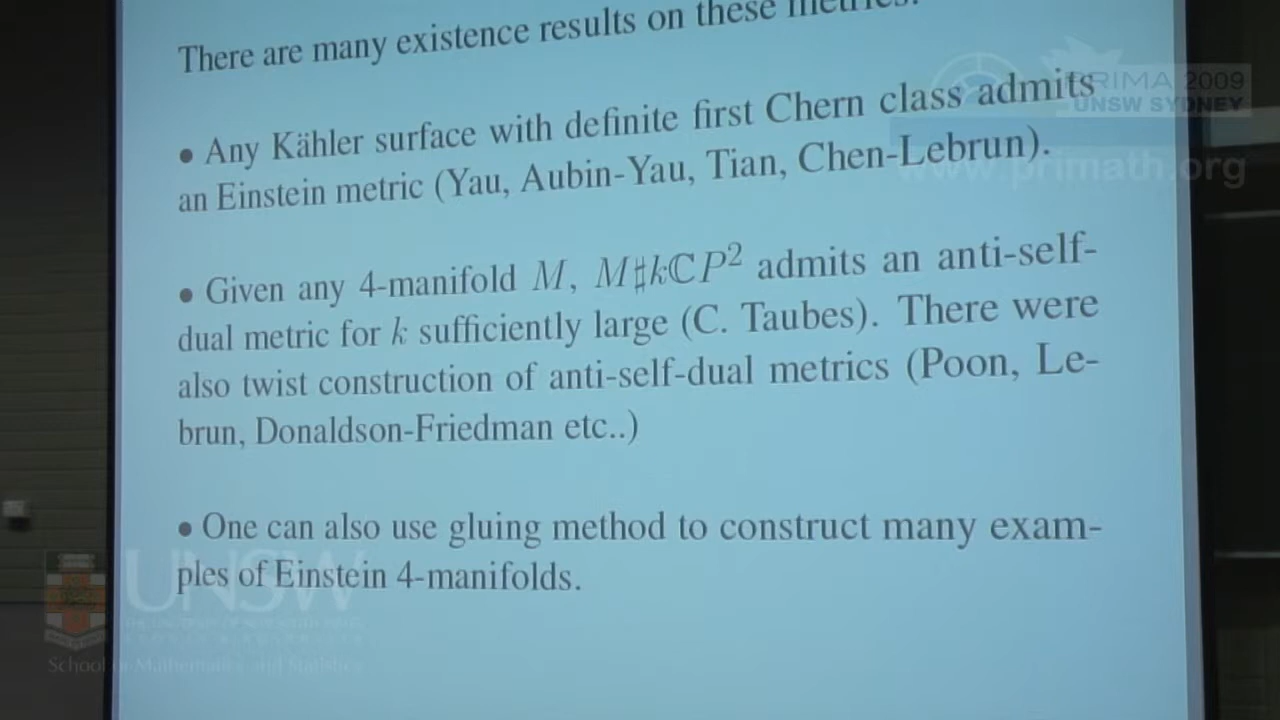 There are many existence results on these metrics.
PRIMA 2009
UNSW SYDNEY
• Any Kähler surface with definite first Chern class admits
an Einstein metric (Yau, Aubin-Yau, Tian, Chen-Lebrun).
www.primath.org
• Given any 4-manifold M, M♯kℂP² admits an anti-self-
dual metric for k sufficiently large (C. Taubes). There were
also twist construction of anti-self-dual metrics (Poon, Le-
brun, Donaldson-Friedman etc..)
• One can also use gluing method to construct many exam-
ples of Einstein 4-manifolds.
UNSW
School of Mathematics and Statistics